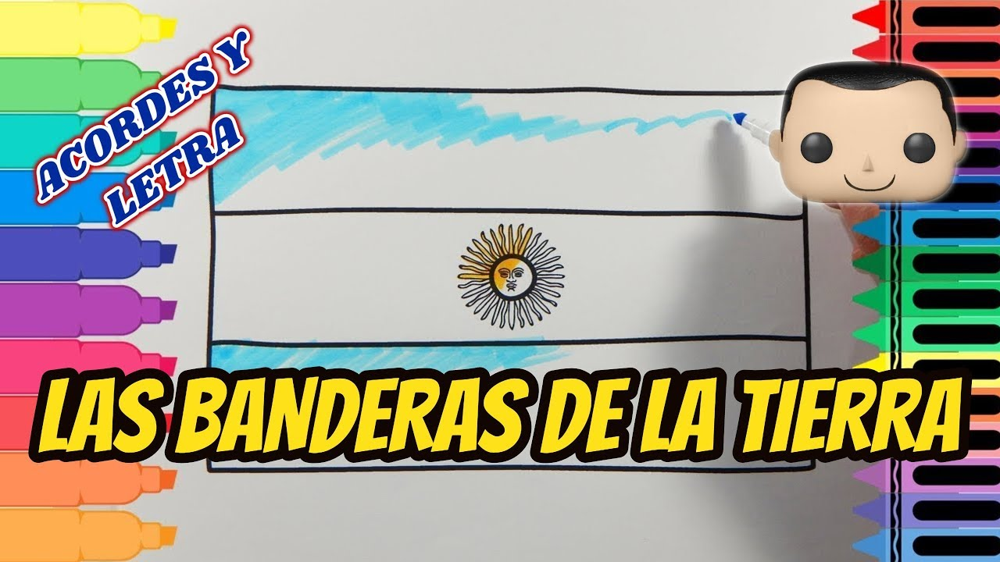 ACORDES Y
LETRA
LAS BANDERAS DE LA TIERRA